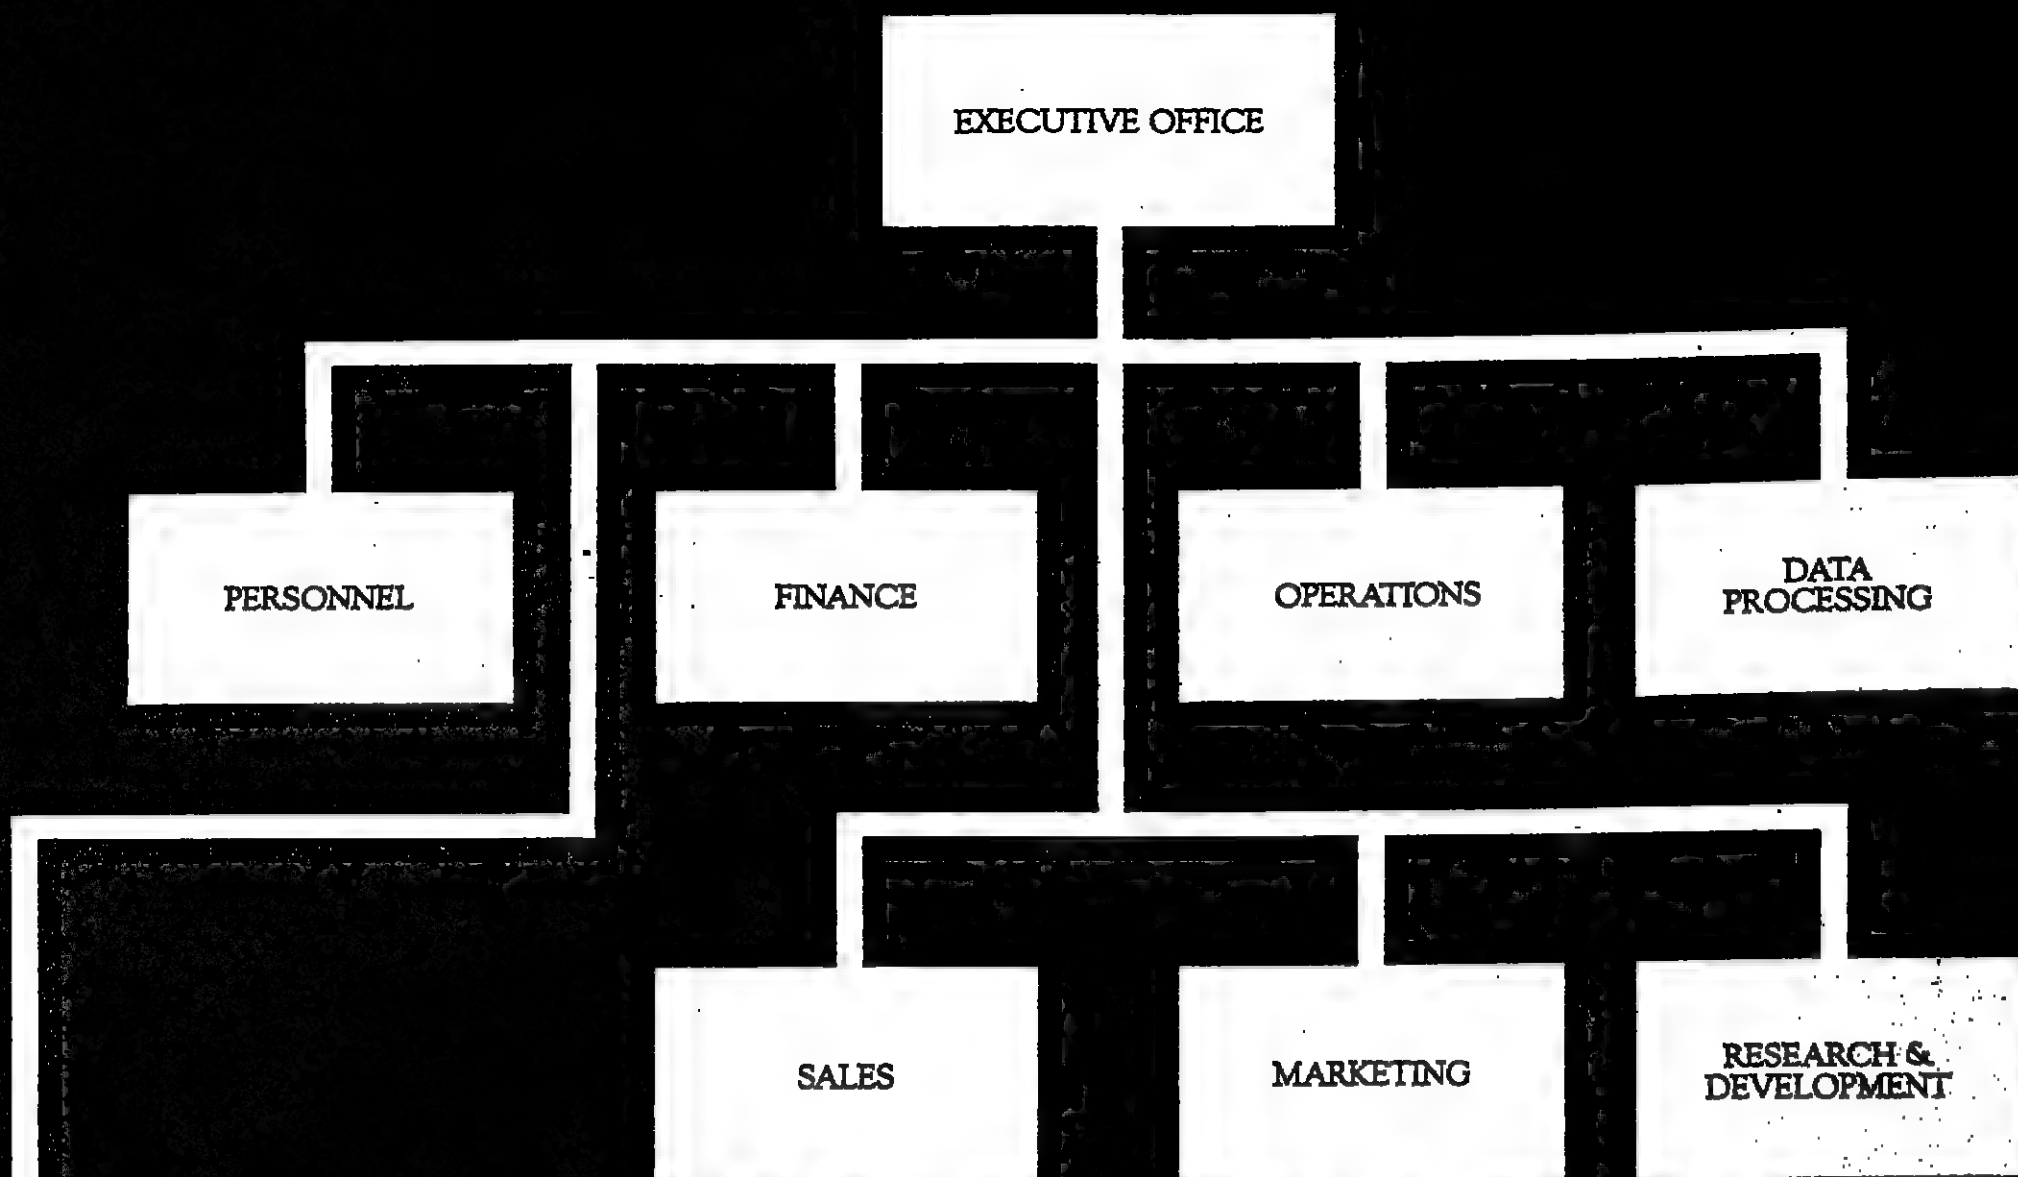 EXECUTIVE OFFICE
PERSONNEL
FINANCE
OPERATIONS
DATA
PROCESSING
SALES
MARKETING
RESEARCH &
DEVELOPMENT